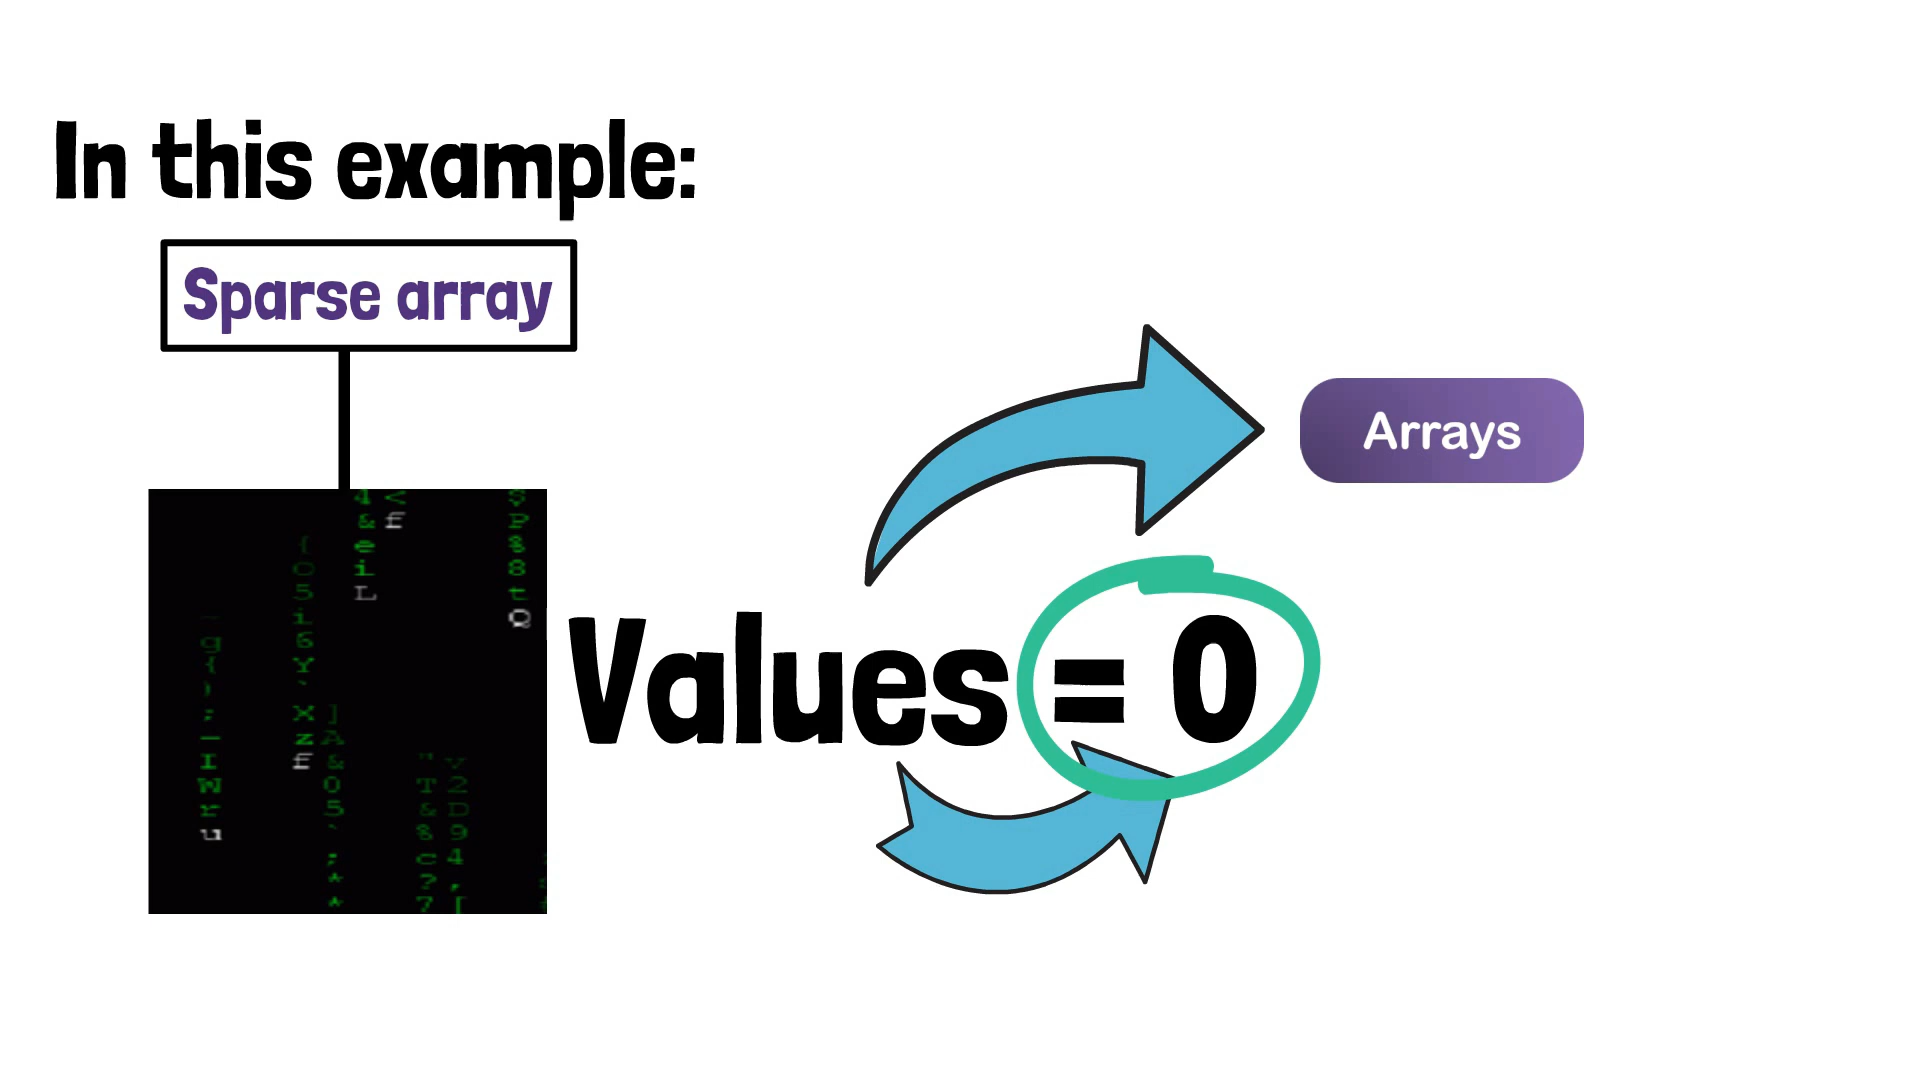 In this example:
Sparse array
Arrays
Values = 0